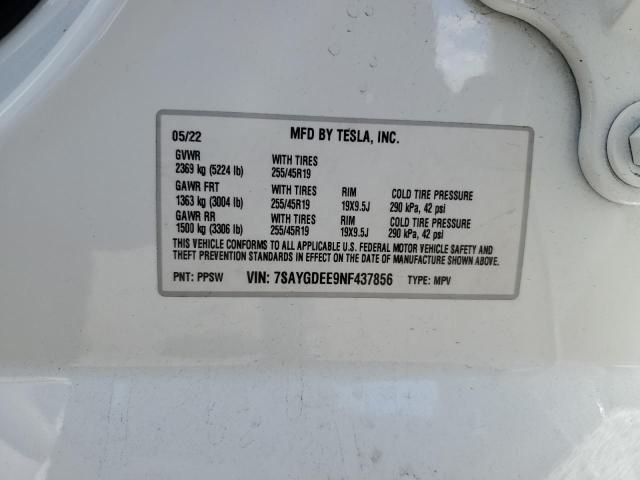 05/22 MFD BY TESLA, INC.
GVWR WITH TIRES
2369 kg (5224 lb) 255/45R19
GAWR FRT WITH TIRES RIM COLD TIRE PRESSURE
1363 kg (3004 lb) 255/45R19 19X9.5J 290 kPa, 42 psi
GAWR RR WITH TIRES RIM COLD TIRE PRESSURE
1500 kg (3306 lb) 255/45R19 19X9.5J 290 kPa, 42 psi
THIS VEHICLE CONFORMS TO ALL APPLICABLE U.S. FEDERAL MOTOR VEHICLE SAFETY AND
THEFT PREVENTION STANDARDS IN EFFECT ON THE DATE OF MANUFACTURE SHOWN ABOVE.
PNT: PPSW VIN: 7SAYGDEE9NF437856 TYPE: MPV